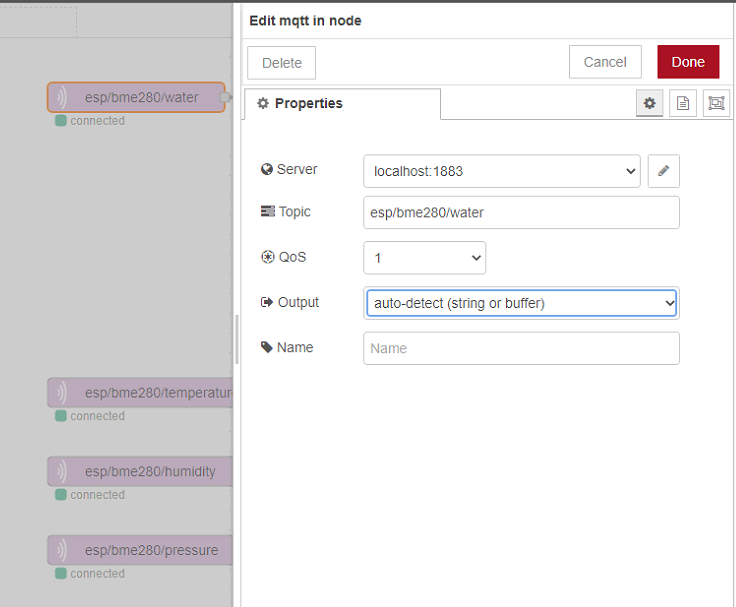 Edit mqtt in node
Delete
Cancel
Done
Properties
esp/bme280/water
connected
Server
localhost:1883
Topic
esp/bme280/water
QoS
1
Output
auto-detect (string or buffer)
Name
Name
esp/bme280/temperatur
connected
esp/bme280/humidity
connected
esp/bme280/pressure
connected